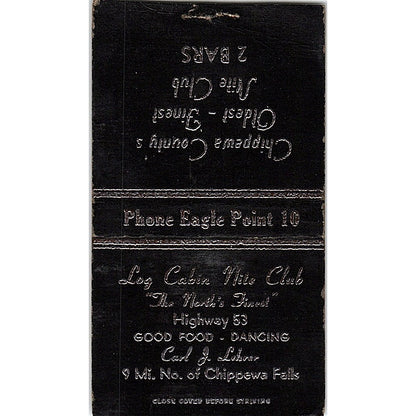 Chippewa County's
Oldest - Finest
Nite Club
2 BARS
Phone Eagle Point 10
Log Cabin Nite Club
"The North's Finest"
Highway 53
GOOD FOOD - DANCING
Carl J.
9 Mi. No. of Chippewa Falls
CLOSE COVER BEFORE STRIKING